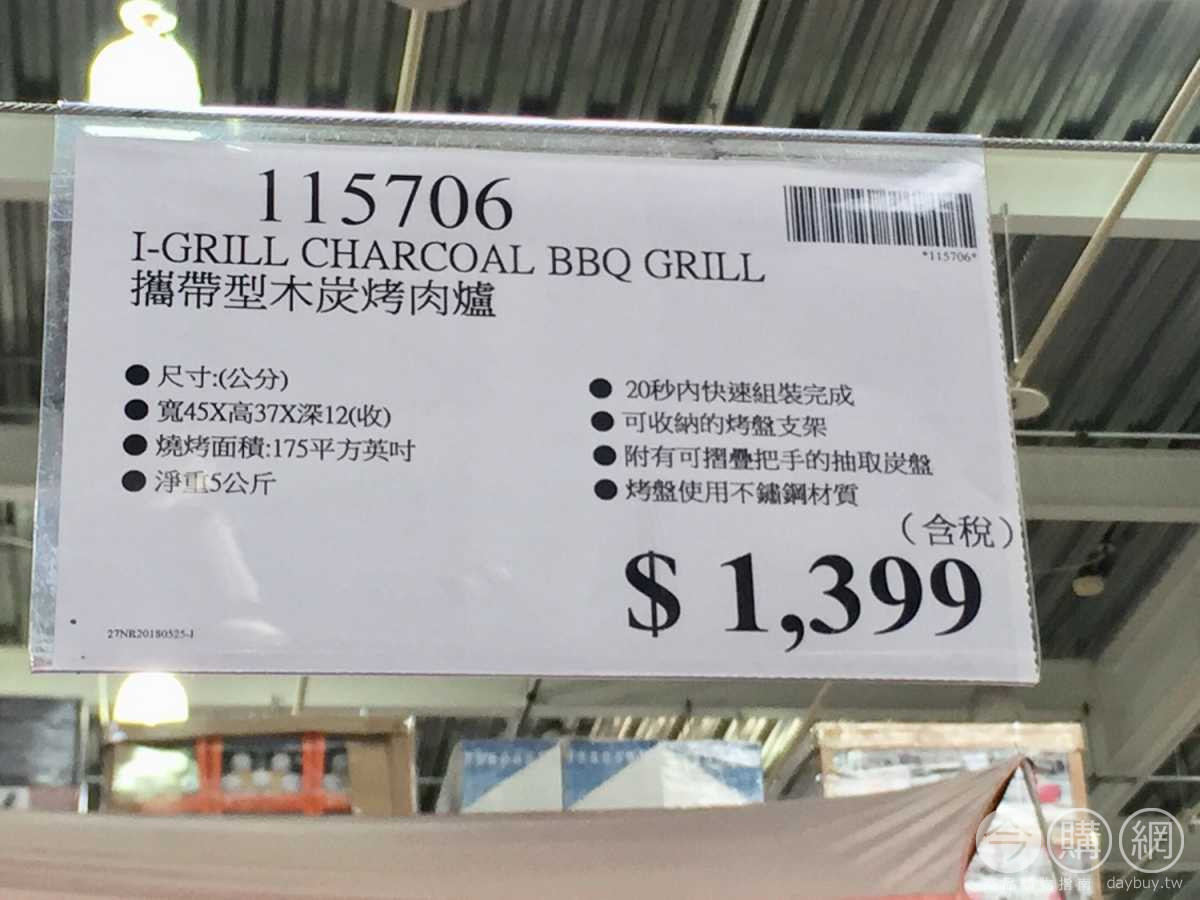 115706
*115706*
I-GRILL CHARCOAL BBQ GRILL
攜帶型木炭烤肉爐
● 尺寸:(公分)
● 寬45X高37X深12(收)
● 燒烤面積:175平方英吋
● 淨重5公斤
● 20秒內快速組裝完成
● 可收納的烤盤支架
● 附有可摺疊把手的抽取炭盤
● 烤盤使用不鏽鋼材質
(含稅)
$ 1,399
27NR20180525-J
今購網
指南 daybuy.tw